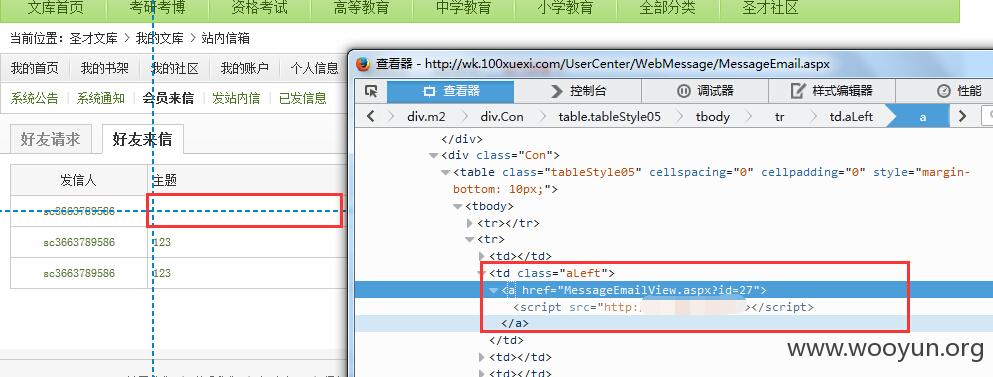 文库首页 考研考博 资格考试 高等教育 中学教育 小学教育 全部分类 圣才社区
当前位置：圣才文库 > 我的文库 > 站内信箱
我的首页 我的书架 我的社区 我的账户 个人信息
系统公告 系统通知 会员来信 发站内信 已发信息
好友请求 好友来信
发信人 主题
sc3663789586
sc3663789586 123
sc3663789586 123
查看器 - http://wk.100xuexi.com/UserCenter/WebMessage/MessageEmail.aspx
查看器 控制台 调试器 样式编辑器 性能
div.m2 div.Con table.tableStyle05 tbody tr td.aLeft a
</div>
<div class="Con">
<table class="tableStyle05" cellspacing="0" cellpadding="0" style="margin-
bottom: 10px;">
<tbody>
<tr></tr>
<tr>
<td></td>
<td class="aLeft">
<a href="MessageEmailView.aspx?id=27">
<script src="http:/ ></script>
</a>
</td>
<td></td>
<td></td>
www.wooyun.org